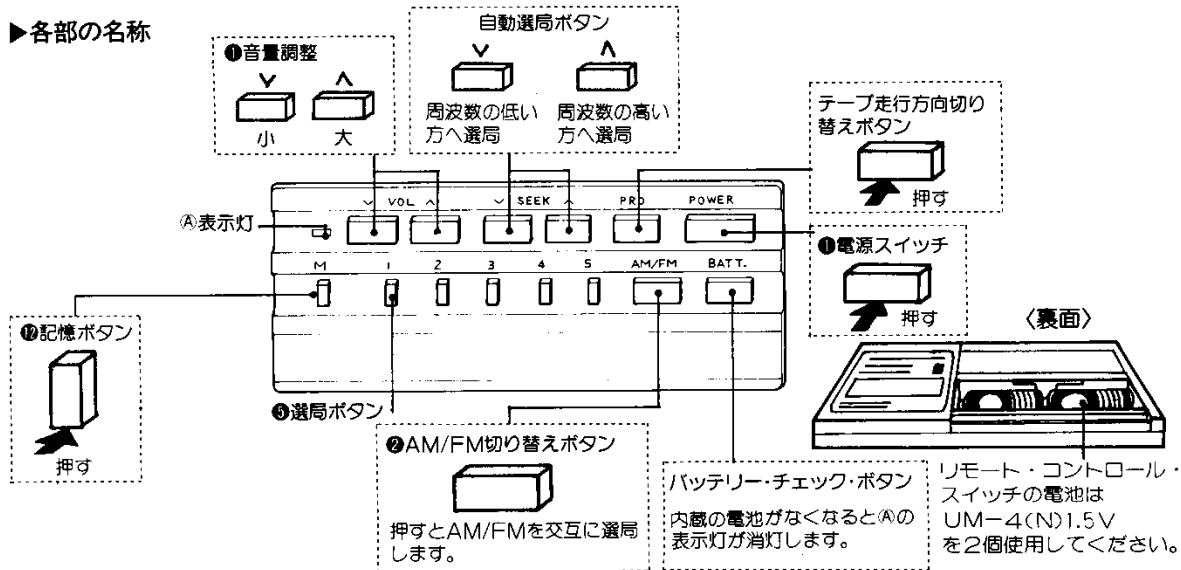 ▶各部の名称
❶音量調整
小
大
自動選局ボタン
周波数の低い
方へ選局
周波数の高い
方へ選局
テープ走行方向切り
替えボタン
押す
❶電源スイッチ
押す
Ⓐ表示灯
VOL
SEEK
PRO
POWER
M
1
2
3
4
5
AM/FM
BATT.
⓬記憶ボタン
押す
❺選局ボタン
❷AM/FM切り替えボタン
押すとAM/FMを交互に選局
します。
バッテリー・チェック・ボタン
内蔵の電池がなくなるとⒶの
表示灯が消灯します。
〈裏面〉
リモート・コントロール・
スイッチの電池は
UM-4(N)1.5V
を2個使用してください。